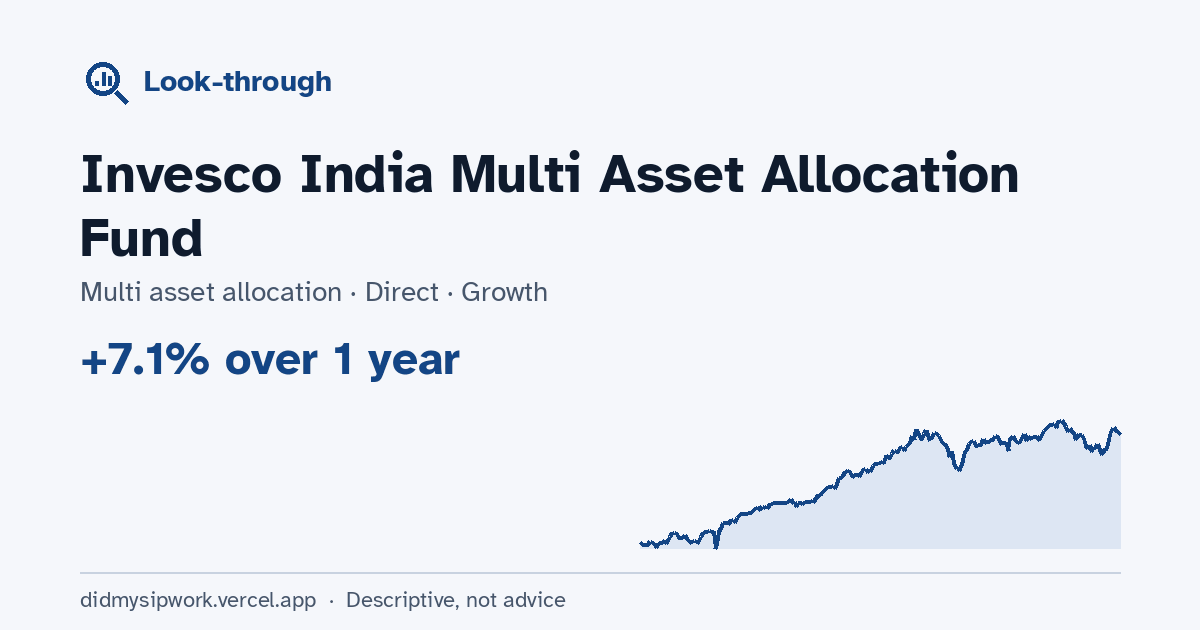 Look-through
Invesco India Multi Asset Allocation
Fund
Multi asset allocation · Direct · Growth
+7.1% over 1 year
didmysipwork.vercel.app · Descriptive, not advice